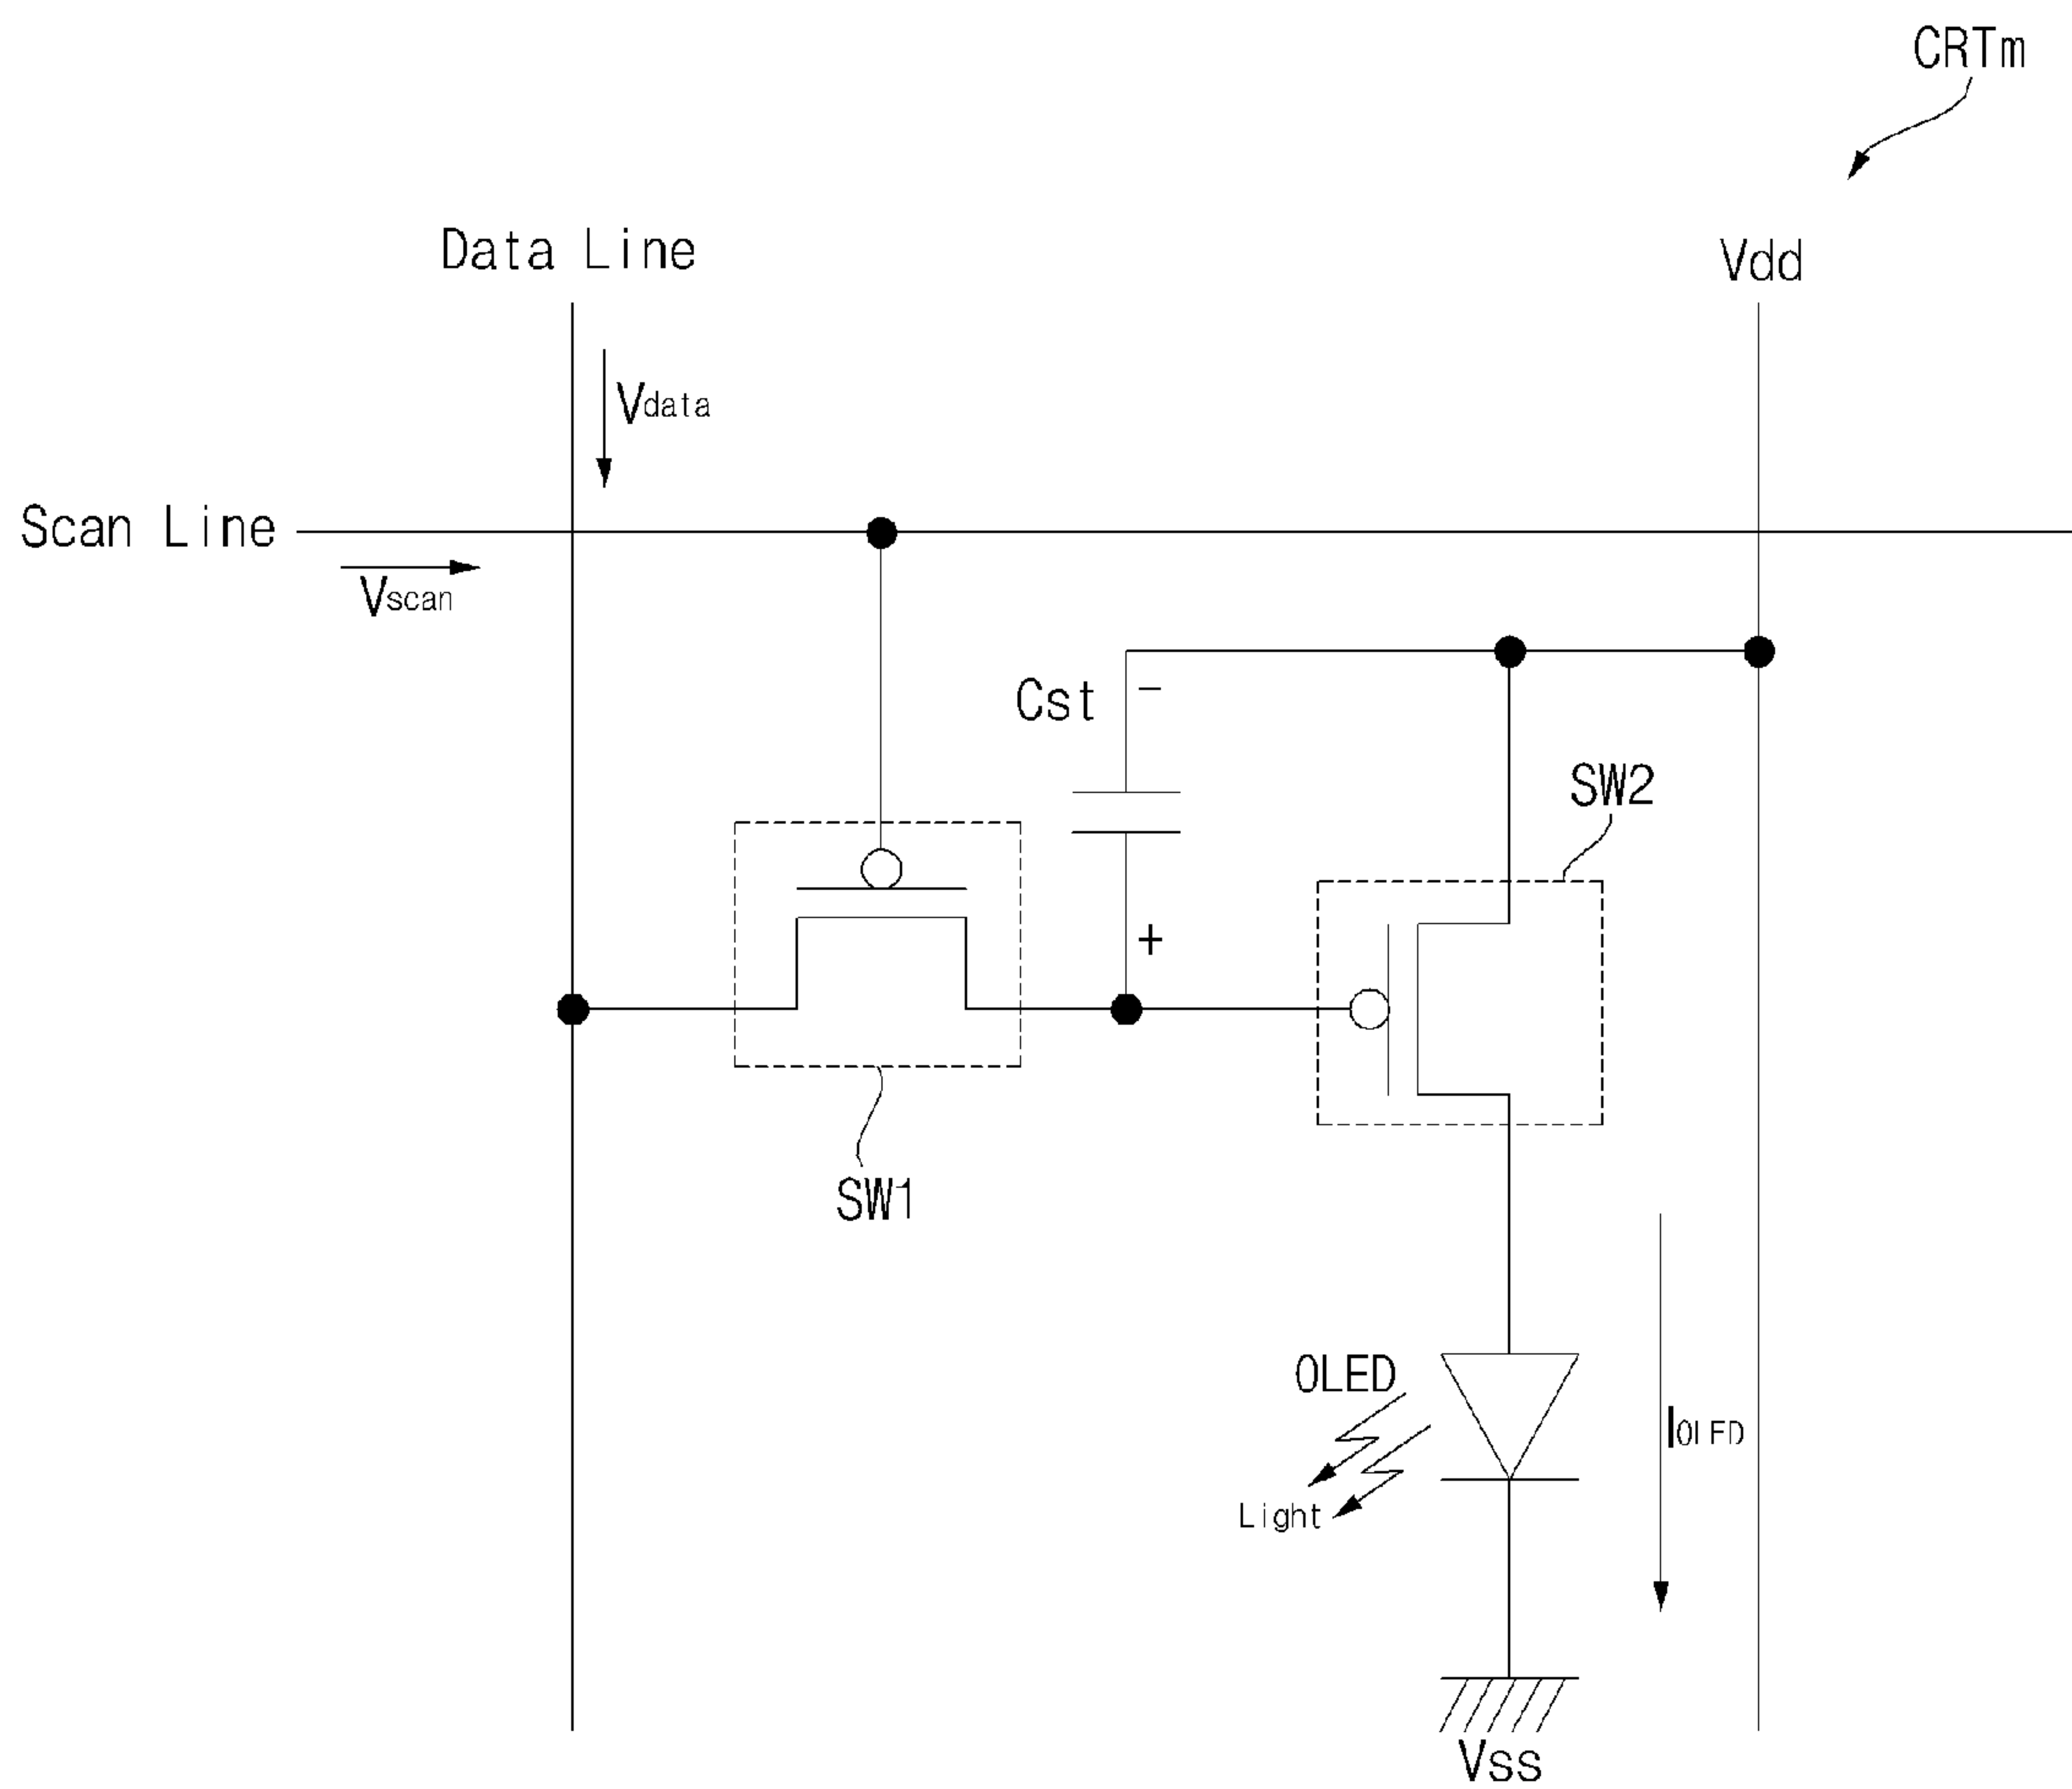 CRTm
Data Line
Vdd
Vdata
Scan Line
Vscan
Cst
−
SW2
+
SW1
OLED
IOLED
Light
Vss